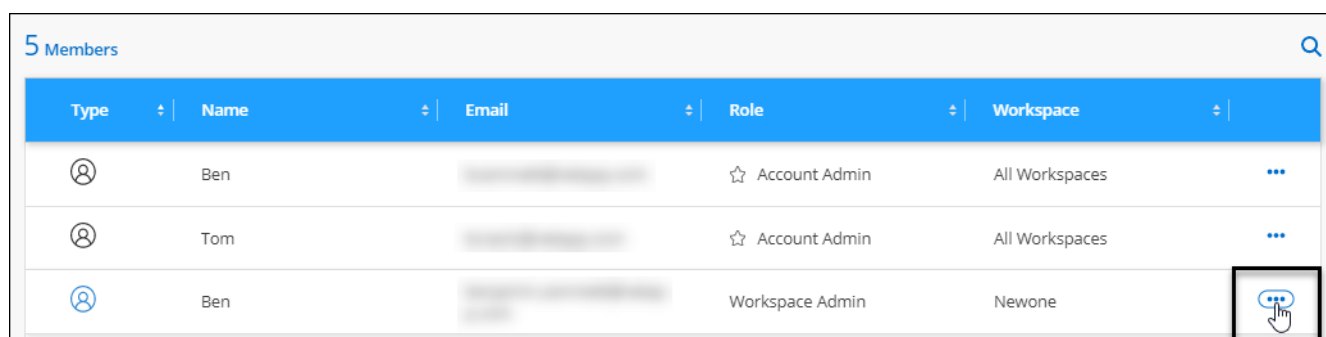 5 Members
Type Name Email Role Workspace
Ben Account Admin All Workspaces
Tom Account Admin All Workspaces
Ben Workspace Admin Newone